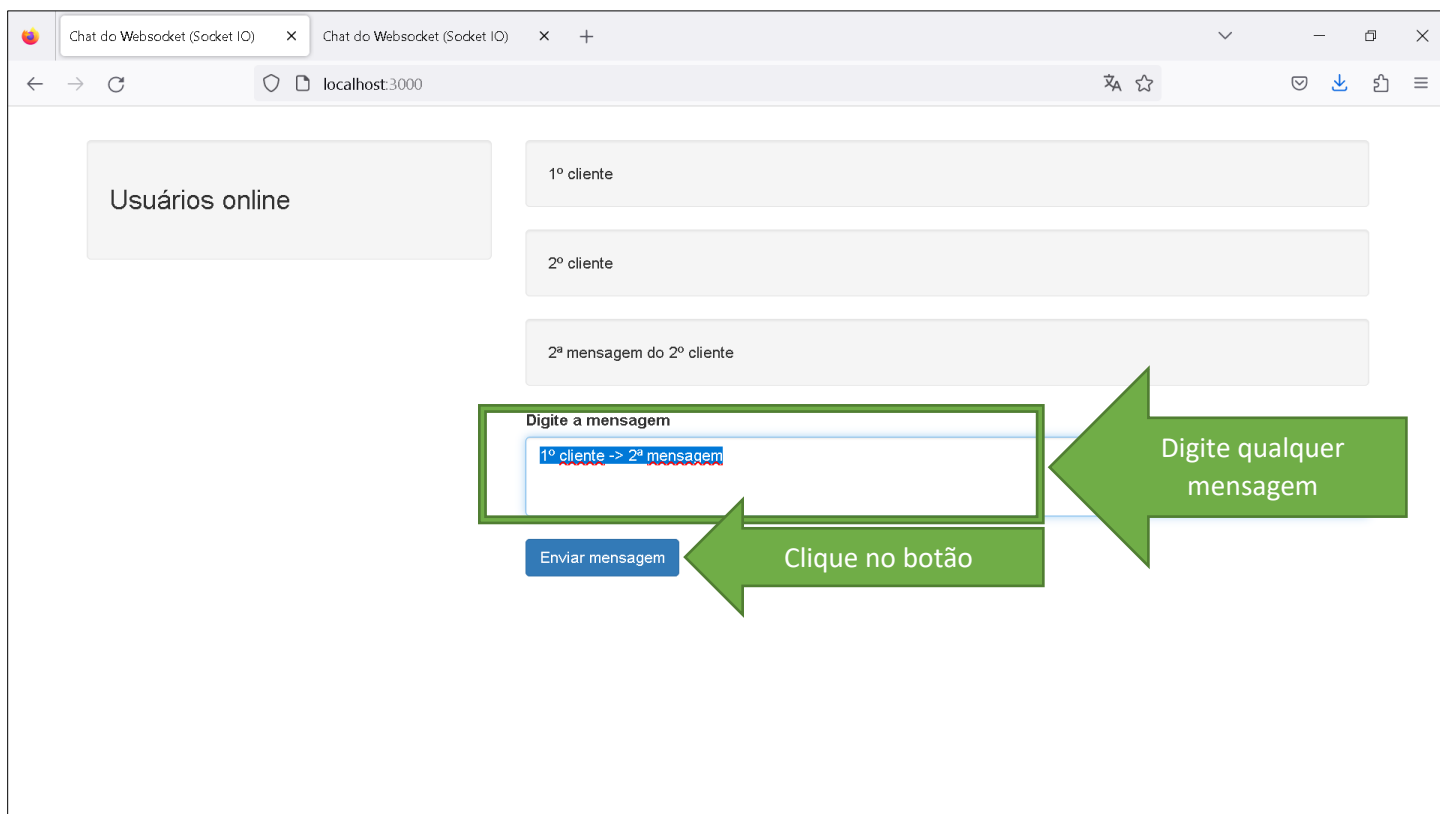 Chat do Websocket (Socket IO)
Chat do Websocket (Socket IO)
localhost:3000
Usuários online
1º cliente
2º cliente
2ª mensagem do 2º cliente
Digite a mensagem
1º cliente -> 2ª mensagem
Digite qualquer
mensagem
Enviar mensagem
Clique no botão